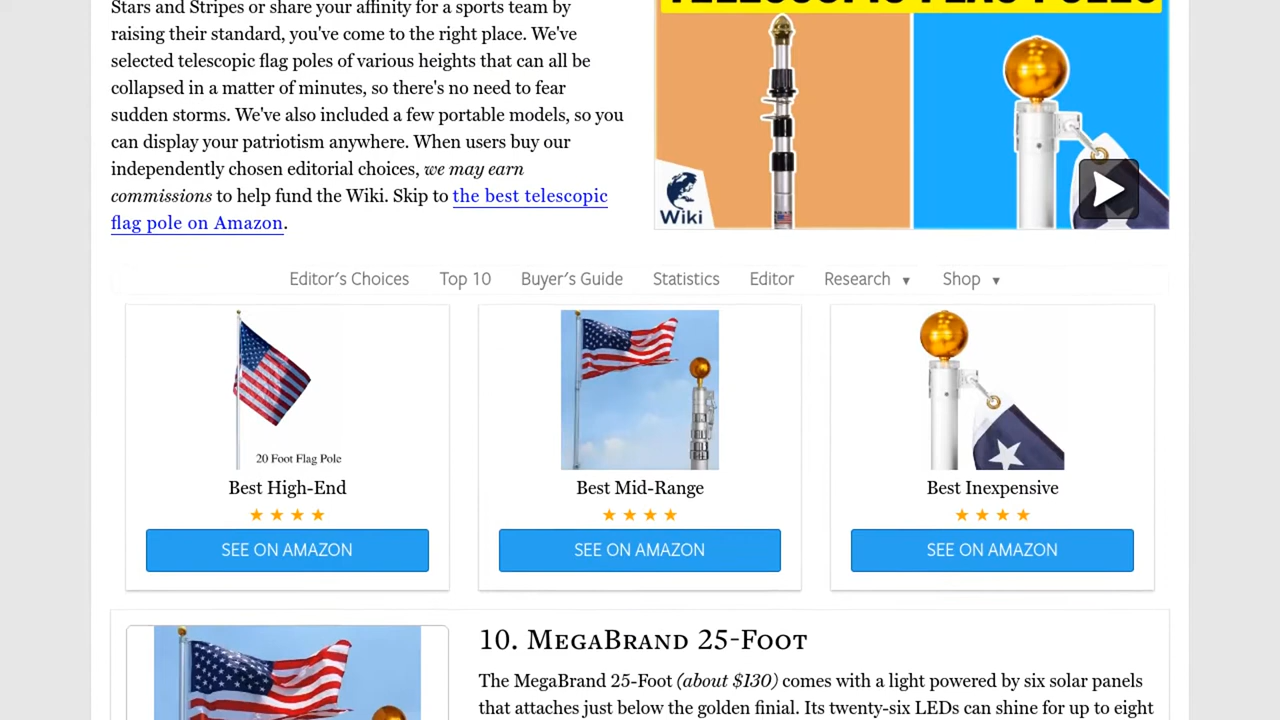 Stars and Stripes or share your affinity for a sports team by
raising their standard, you've come to the right place. We've
selected telescopic flag poles of various heights that can all be
collapsed in a matter of minutes, so there's no need to fear
sudden storms. We've also included a few portable models, so you
can display your patriotism anywhere. When users buy our
independently chosen editorial choices, we may earn
commissions to help fund the Wiki. Skip to the best telescopic
flag pole on Amazon.
TELESCOPIC FLAG POLES
Wiki
Editor's Choices Top 10 Buyer's Guide Statistics Editor Research ▼ Shop ▼
20 Foot Flag Pole
Best High-End
★ ★ ★ ★
SEE ON AMAZON
Best Mid-Range
★ ★ ★ ★
SEE ON AMAZON
Best Inexpensive
★ ★ ★ ★
SEE ON AMAZON
10. MegaBrand 25-Foot
The MegaBrand 25-Foot (about $130) comes with a light powered by six solar panels
that attaches just below the golden finial. Its twenty-six LEDs can shine for up to eight